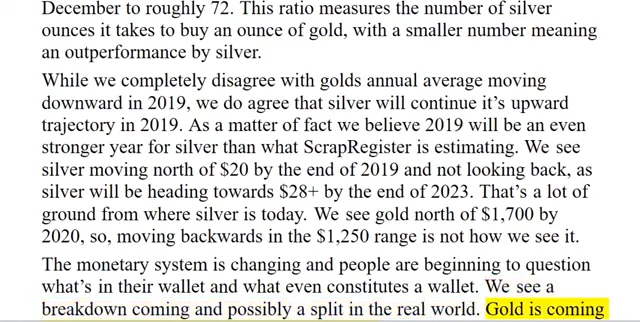 December to roughly 72. This ratio measures the number of silver
ounces it takes to buy an ounce of gold, with a smaller number meaning
an outperformance by silver.
While we completely disagree with golds annual average moving
downward in 2019, we do agree that silver will continue it’s upward
trajectory in 2019. As a matter of fact we believe 2019 will be an even
stronger year for silver than what ScrapRegister is estimating. We see
silver moving north of $20 by the end of 2019 and not looking back, as
silver will be heading towards $28+ by the end of 2023. That’s a lot of
ground from where silver is today. We see gold north of $1,700 by
2020, so, moving backwards in the $1,250 range is not how we see it.
The monetary system is changing and people are beginning to question
what’s in their wallet and what even constitutes a wallet. We see a
breakdown coming and possibly a split in the real world. Gold is coming